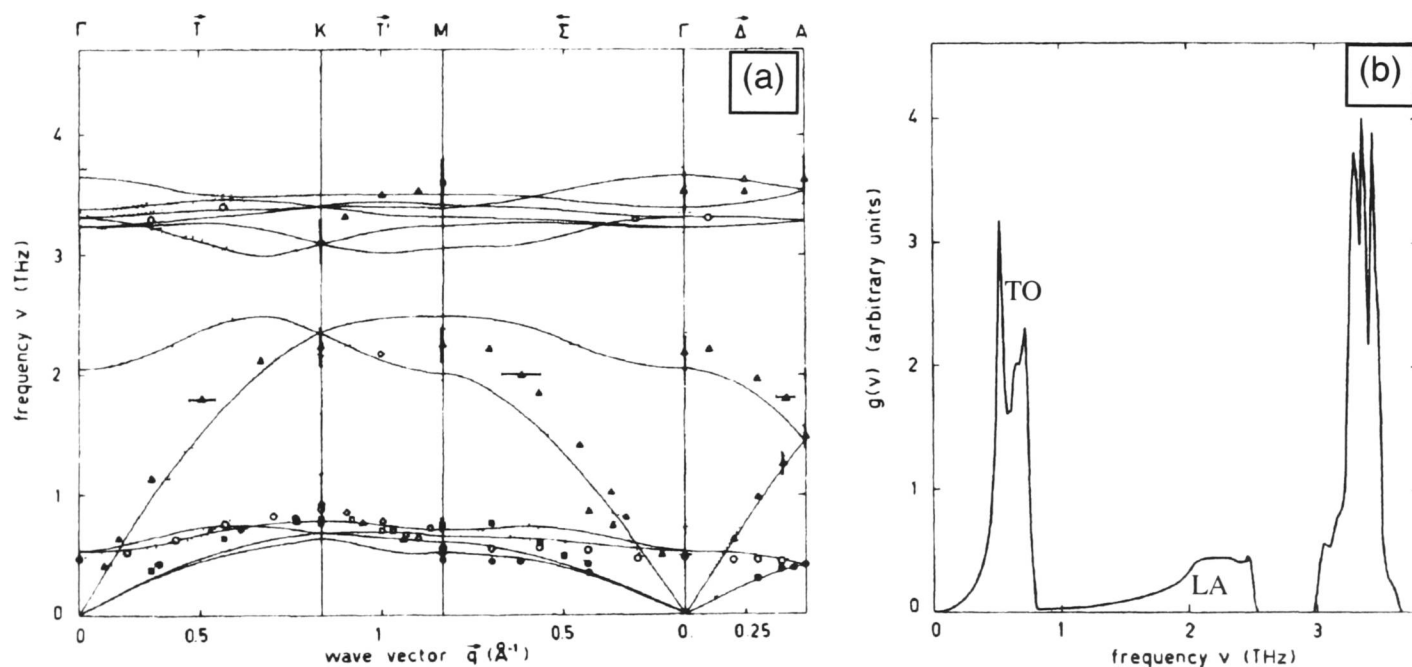 Γ T⃗ K T⃗' M Σ⃖ Γ Δ⃗ A
(a)
4
3
2
1
0
frequency ν (THz)
0 0.5 1 0.5 0. 0.25
wave vector q⃗ (Å⁻¹)
(b)
4
3
2
1
0
g(ν) (arbitrary units)
TO
LA
0 1 2 3
frequency ν (THz)